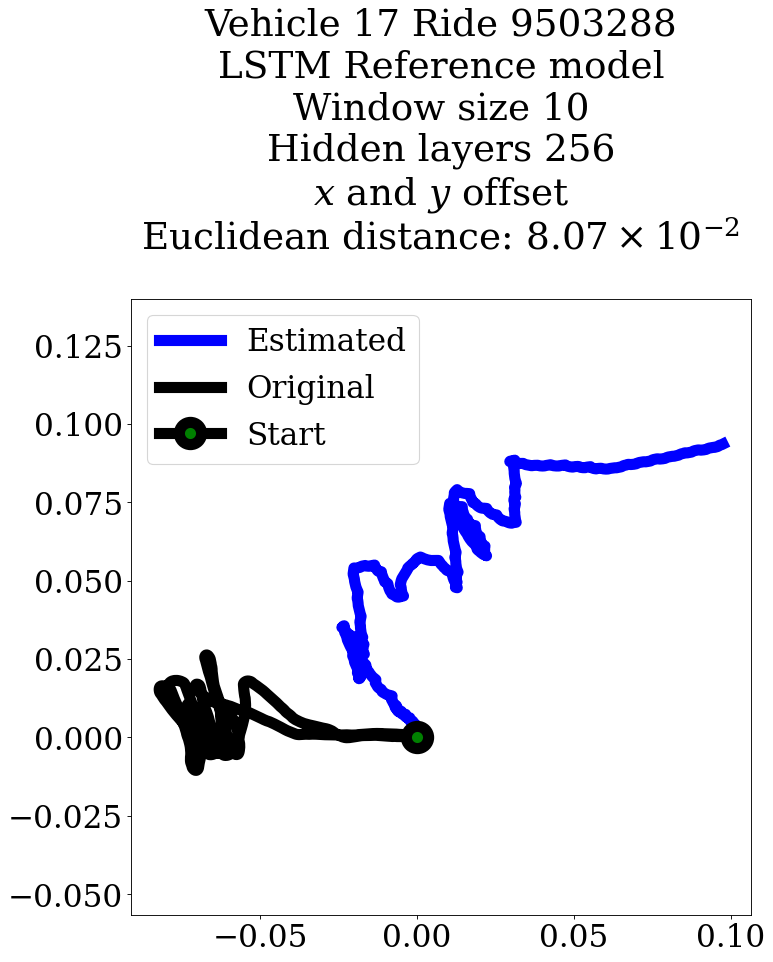 Vehicle 17 Ride 9503288
LSTM Reference model
Window size 10
Hidden layers 256
x and y offset
Euclidean distance: 8.07 × 10⁻²
Estimated
Original
Start
0.125
0.100
0.075
0.050
0.025
0.000
−0.025
−0.050
−0.05 0.00 0.05 0.10